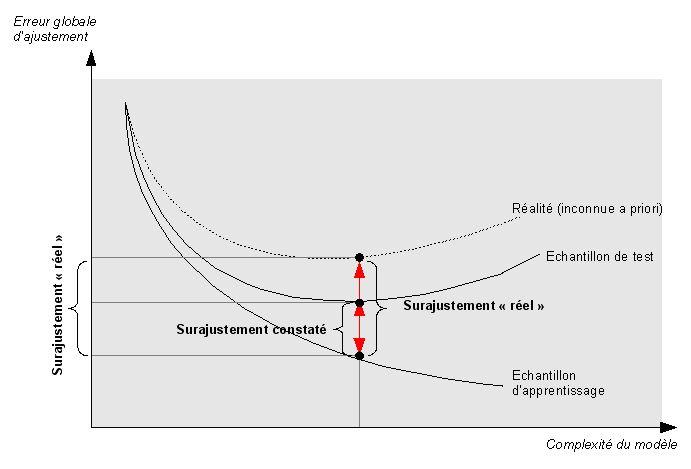 Erreur globale
d'ajustement
Réalité (inconnue a priori)
Echantillon de test
Surajustement « réel »
Surajustement « réel »
Surajustement constaté
Echantillon
d'apprentissage
Complexité du modèle